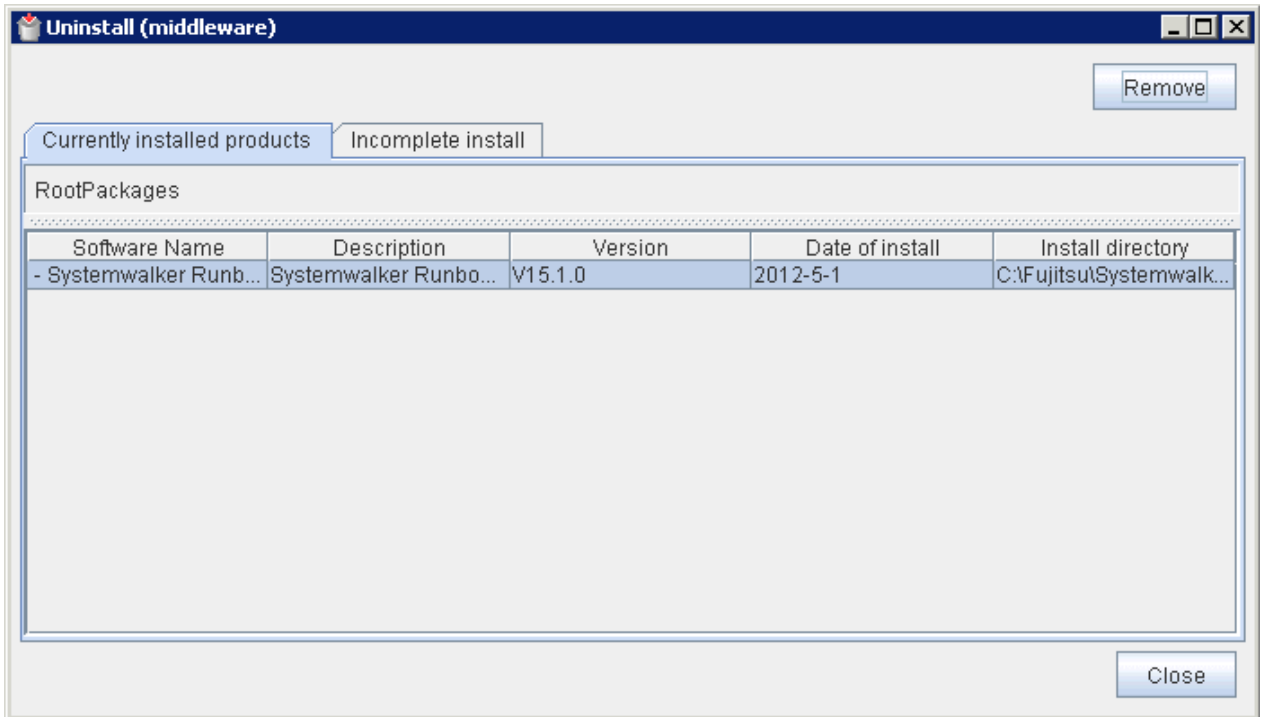 Uninstall (middleware)
Remove
Currently installed products Incomplete install
RootPackages
Software Name Description Version Date of install Install directory
- Systemwalker Runb... Systemwalker Runbo... V15.1.0 2012-5-1 C:\Fujitsu\Systemwalk...
Close